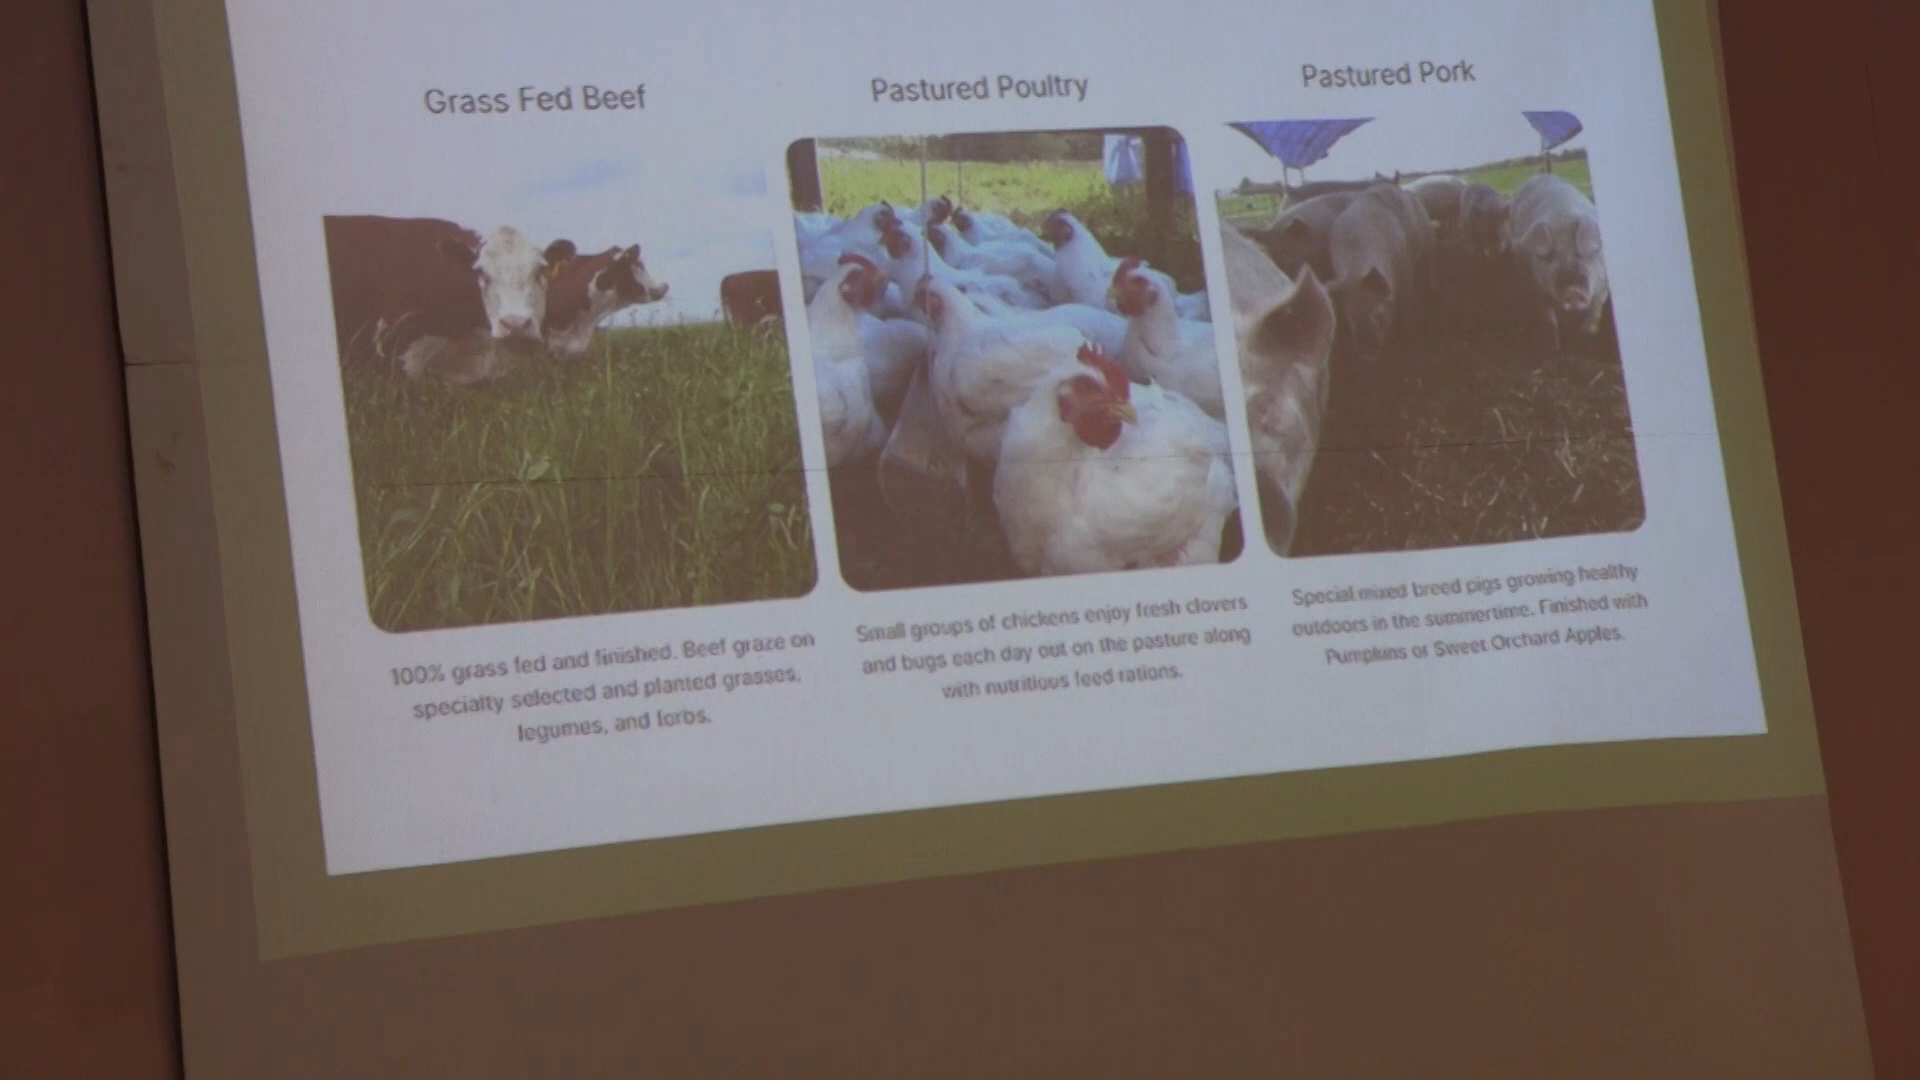 Grass Fed Beef
100% grass fed and finished. Beef graze on
specialty selected and planted grasses,
legumes, and forbs.
Pastured Poultry
Small groups of chickens enjoy fresh clovers
and bugs each day out on the pasture along
with nutritious feed rations.
Pastured Pork
Special mixed breed pigs growing healthy
outdoors in the summertime. Finished with
Pumpkins or Sweet Orchard Apples.